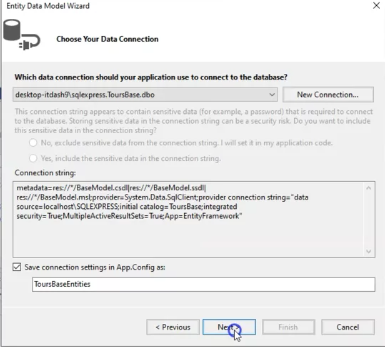 Entity Data Model Wizard
Choose Your Data Connection
Which data connection should your application use to connect to the database?
desktop-itdash9\sqlexpress.ToursBase.dbo
New Connection...
This connection string appears to contain sensitive data (for example, a password) that is required to connect
to the database. Storing sensitive data in the connection string can be a security risk. Do you want to include
this sensitive data in the connection string?
No, exclude sensitive data from the connection string. I will set it in my application code.
Yes, include the sensitive data in the connection string.
Connection string:
metadata=res://*/BaseModel.csdl|res://*/BaseModel.ssdl|
res://*/BaseModel.msl;provider=System.Data.SqlClient;provider connection string="data
source=localhost\SQLEXPRESS;initial catalog=ToursBase;integrated
security=True;MultipleActiveResultSets=True;App=EntityFramework"
Save connection settings in App.Config as:
ToursBaseEntities
< Previous
Next >
Finish
Cancel